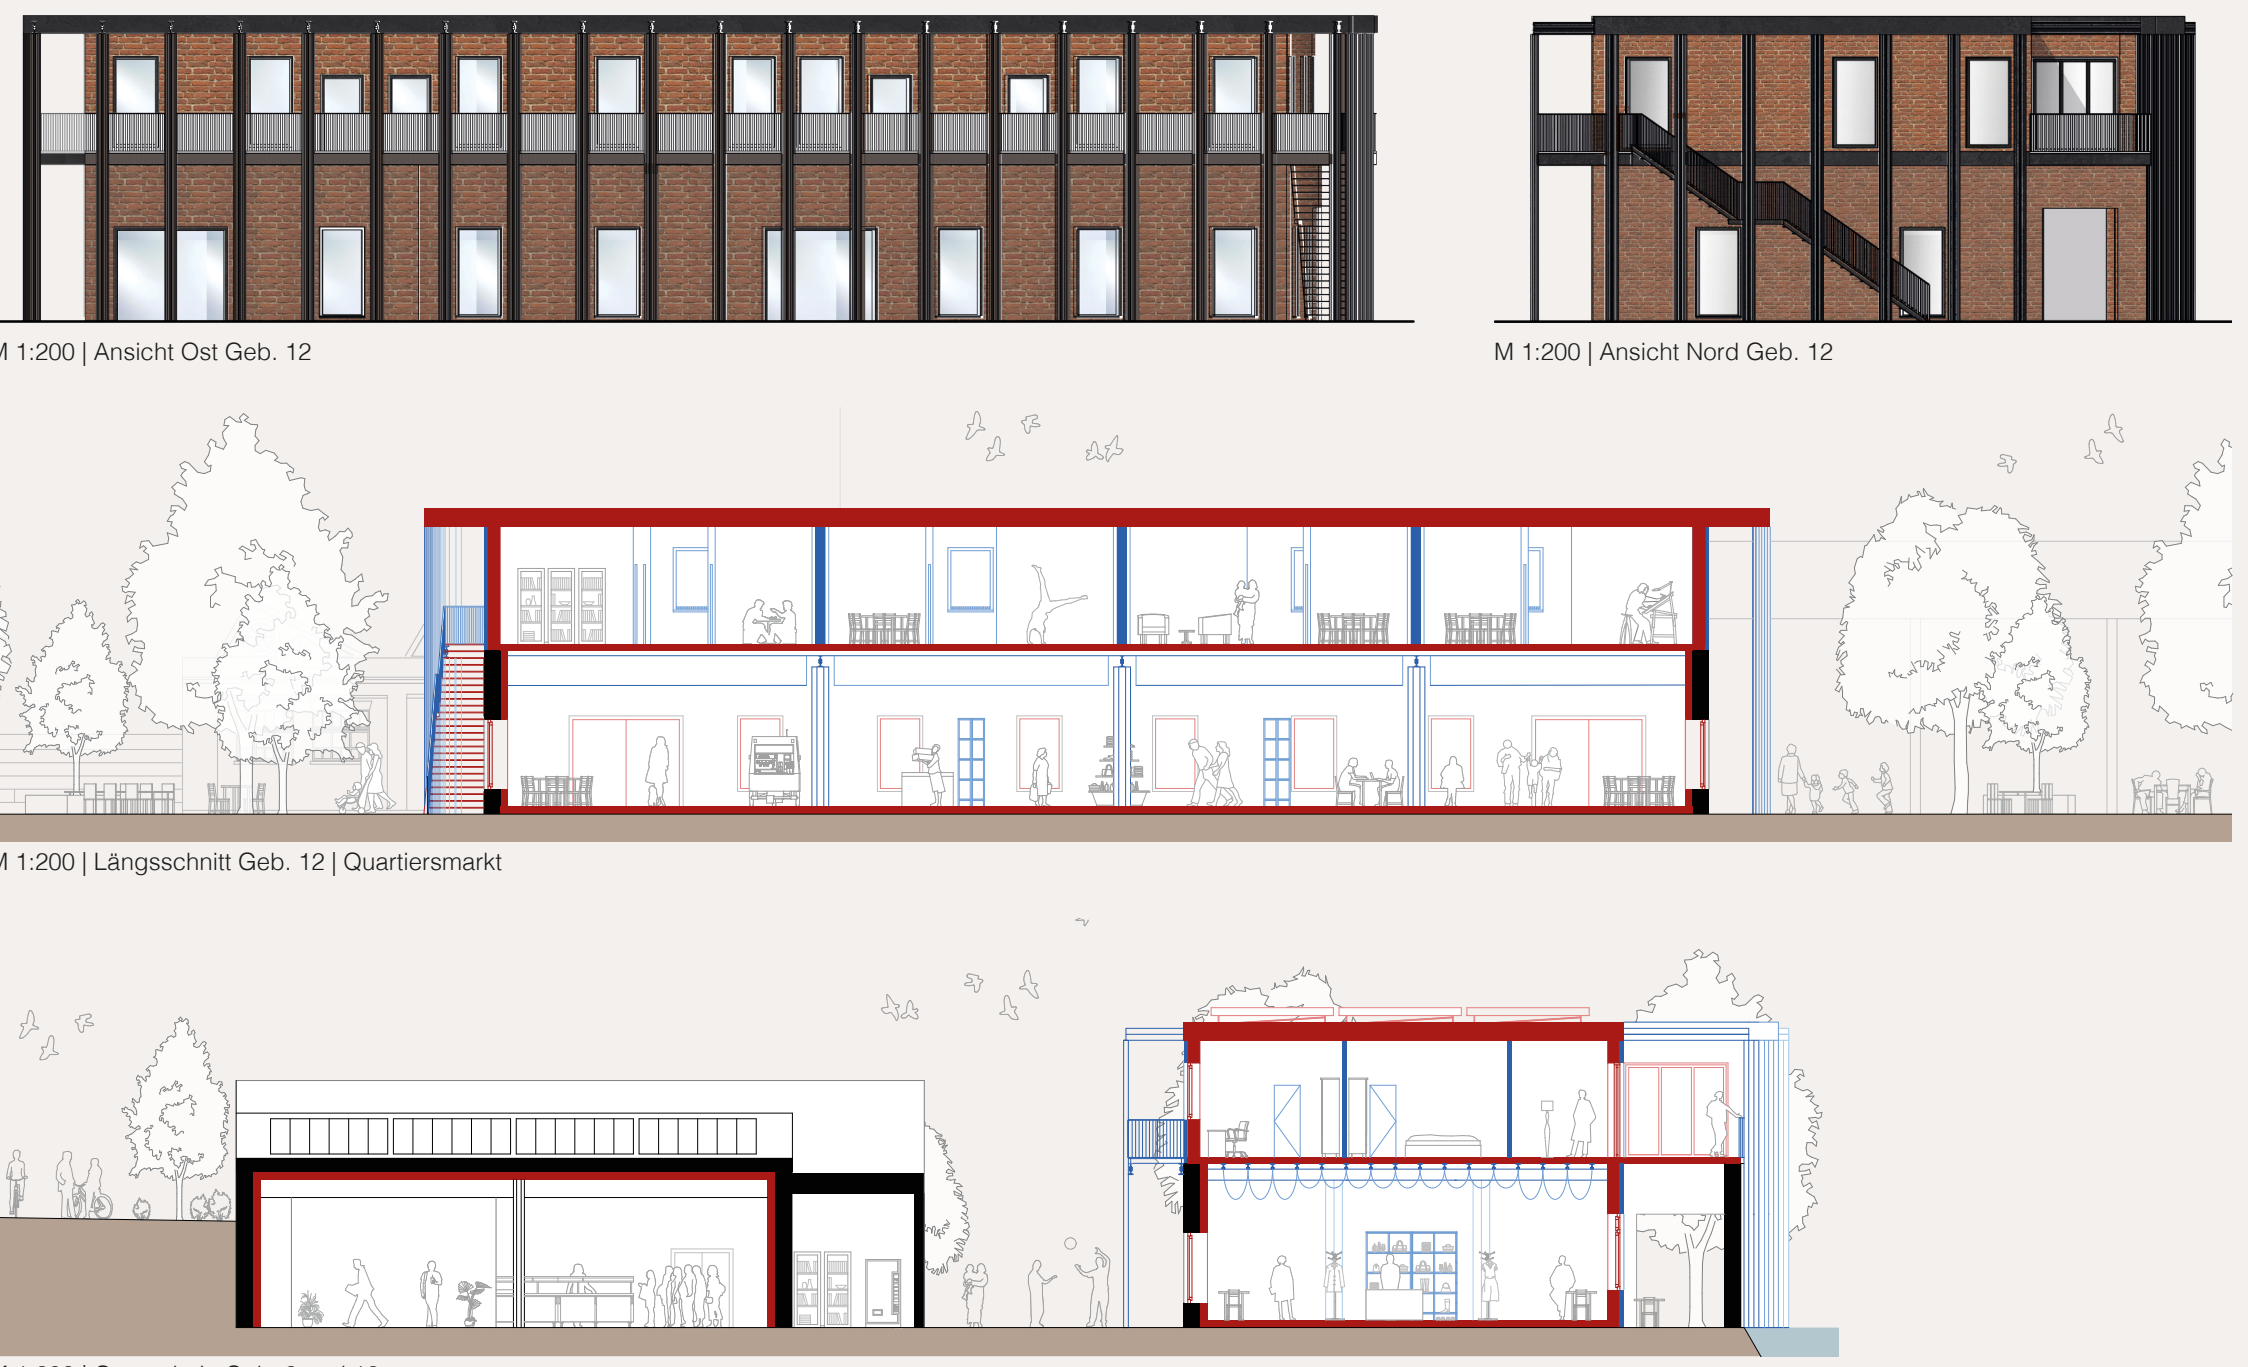 M 1:200 | Ansicht Ost Geb. 12
M 1:200 | Ansicht Nord Geb. 12
M 1:200 | Längsschnitt Geb. 12 | Quartiersmarkt